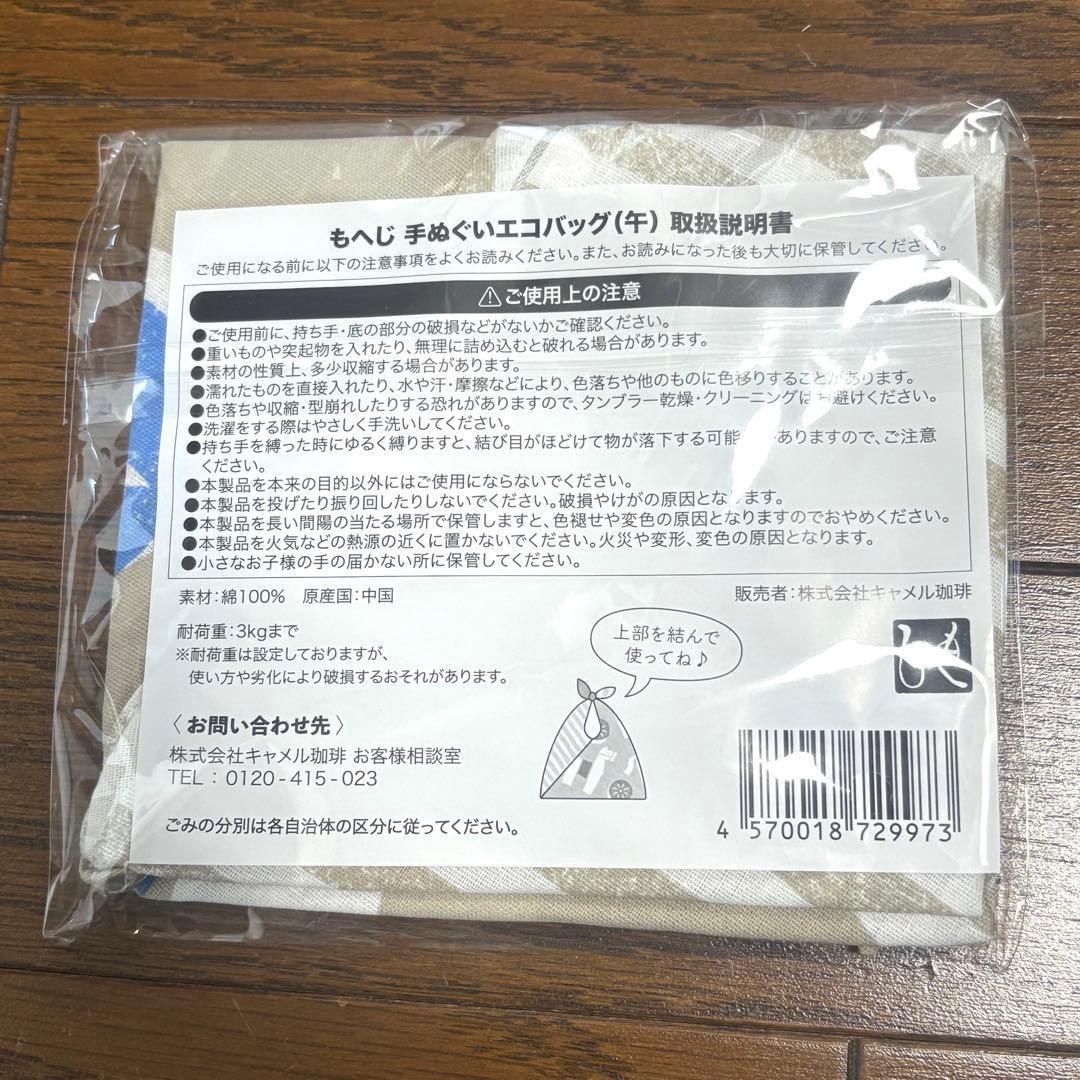 もへじ 手ぬぐいエコバッグ(午) 取扱説明書
ご使用になる前に以下の注意事項をよくお読みください。また、お読みになった後も大切に保管してください。
⚠ご使用上の注意
●ご使用前に、持ち手・底の部分の破損などがないかご確認ください。
●重いものや突起物を入れたり、無理に詰め込むと破れる場合があります。
●素材の性質上、多少収縮する場合があります。
●濡れたものを直接入れたり、水や汗・摩擦などにより、色落ちや他のものに色移りすることがあります。
●色落ちや収縮・型崩れしたりする恐れがありますので、タンブラー乾燥・クリーニングはお避けください。
●洗濯をする際はやさしく手洗いしてください。
●持ち手を縛った時にゆるく縛りますと、結び目がほどけて物が落下する可能 ありますので、ご注意
ください。
●本製品を本来の目的以外にはご使用にならないでください。
●本製品を投げたり振り回したりしないでください。破損やけがの原因となります。
●本製品を長い間陽の当たる場所で保管しますと、色褪せや変色の原因となりますのでおやめください。
●本製品を火気などの熱源の近くに置かないでください。火災や変形、変色の原因となります。
●小さなお子様の手の届かない所に保管してください。
素材:綿100% 原産国:中国
販売者:株式会社キャメル珈琲
耐荷重:3kgまで
※耐荷重は設定しておりますが、
使い方や劣化により破損するおそれがあります。
上部を結んで
使ってね♪
もへじ
〈お問い合わせ先〉
株式会社キャメル珈琲 お客様相談室
TEL : 0120-415-023
ごみの分別は各自治体の区分に従ってください。
4 570018 729973